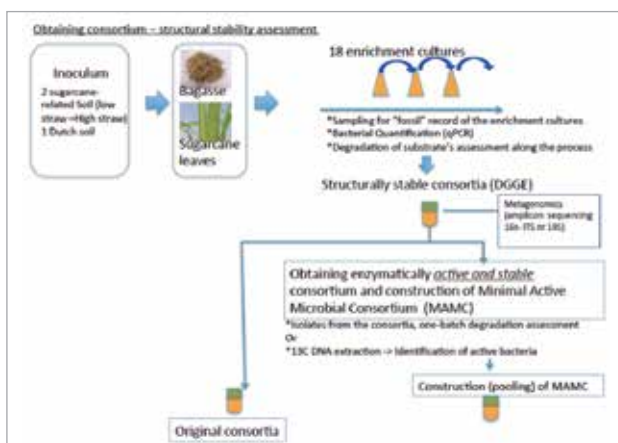 Obtaining consortium – structural stability assessment
Inoculum
2 sugarcane-
related Soil (low
straw→High straw)
1 Dutch soil
Bagasse
Sugarcane
leaves
18 enrichment cultures
*Sampling for "fossil" record of the enrichment cultures
*Bacterial Quantification (qPCR)
*Degradation of substrate's assessment along the process
Structurally stable consortia (DGGE)
Metagenomics
(amplicon sequencing
16s- ITS or 18S)
Obtaining enzymatically active and stable
consortium and construction of Minimal Active
Microbial Consortium (MAMC)
*Isolates from the consortia, one-batch degradation assessment
Or
*13C DNA extraction -> Identification of active bacteria
Construction (pooling) of MAMC
Original consortia